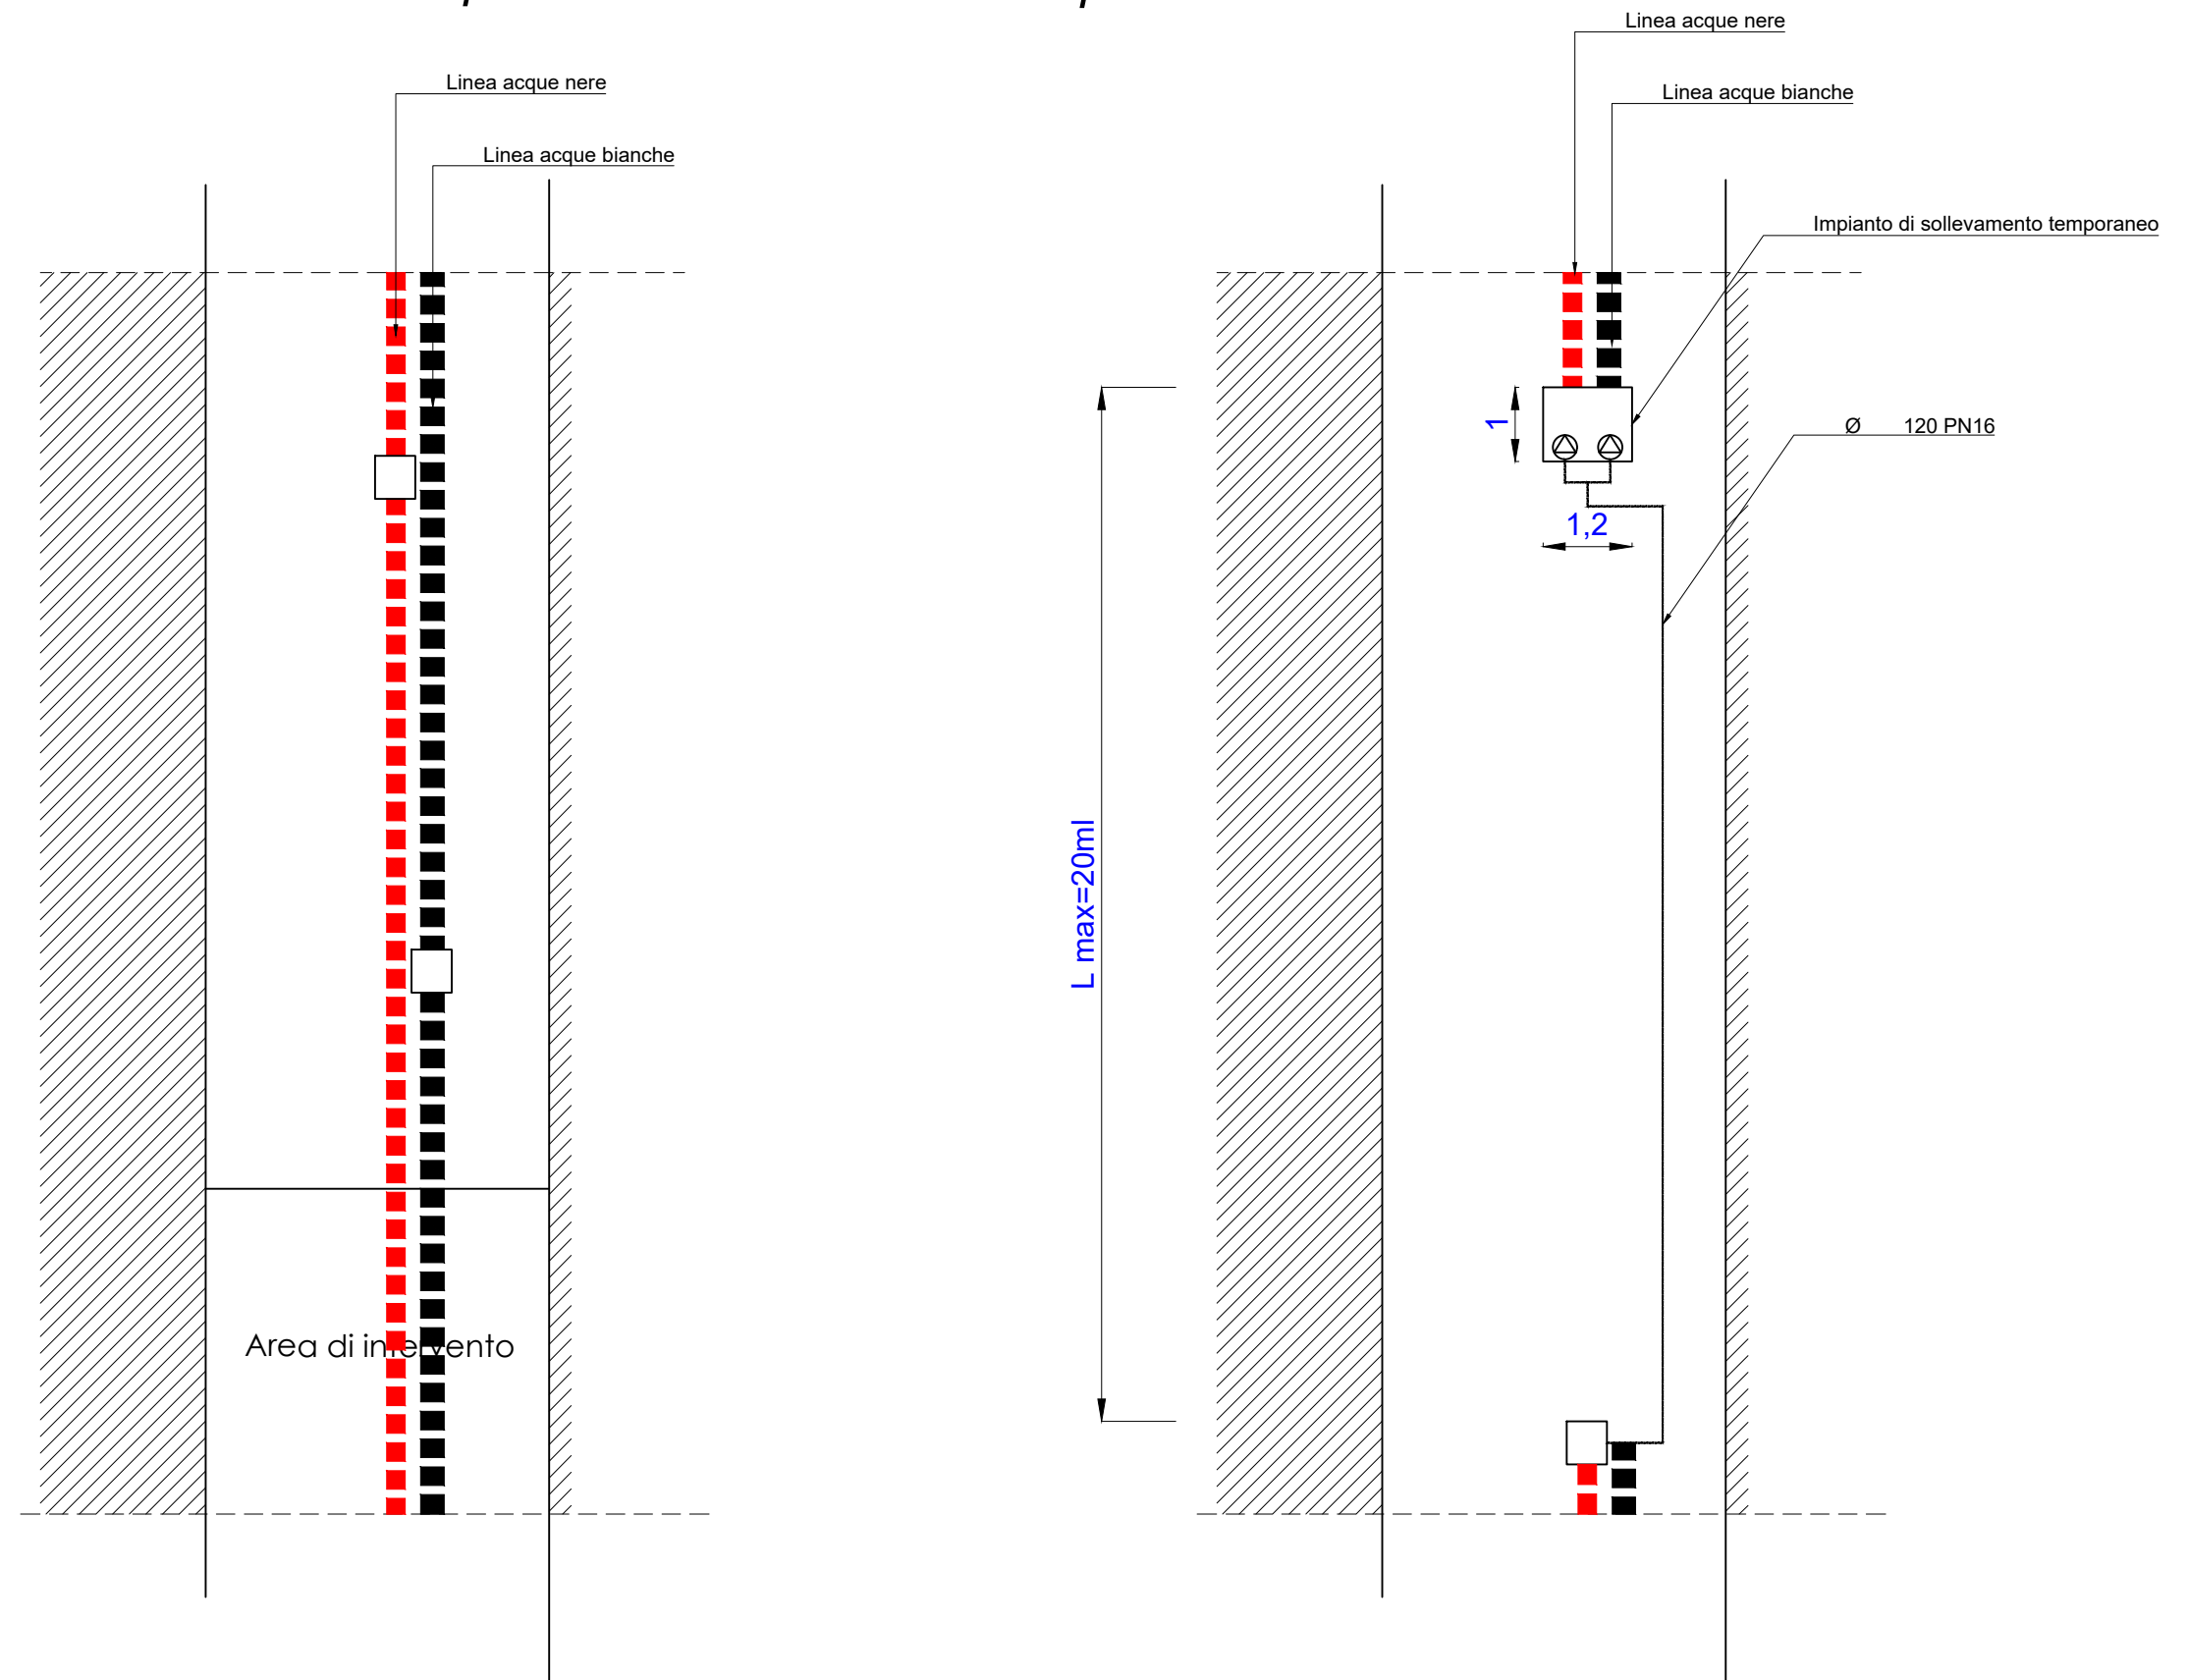 Linea acque nere
Linea acque bianche
Area di intervento
Linea acque nere
Linea acque bianche
Impianto di sollevamento temporaneo
Ø 120 PN16
1
1,2
L max=20ml